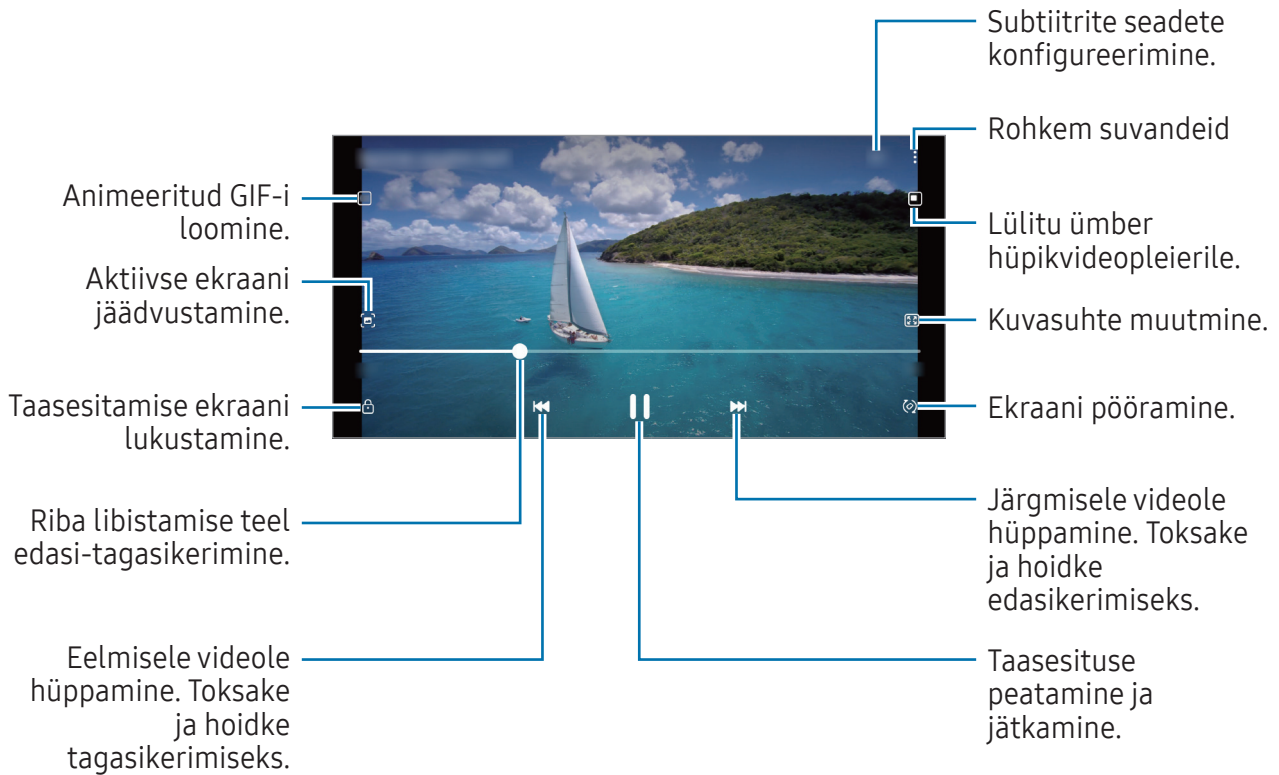 Subtiitrite seadete
konfigureerimine.
Rohkem suvandeid
Animeeritud GIF-i
loomine.
Lülitu ümber
hüpikvideopleierile.
Aktiivse ekraani
jäädvustamine.
Kuvasuhte muutmine.
Taasesitamise ekraani
lukustamine.
Ekraani pööramine.
Riba libistamise teel
edasi-tagasikerimine.
Järgmisele videole
hüppamine. Toksake
ja hoidke
edasikerimiseks.
Eelmisele videole
hüppamine. Toksake
ja hoidke
tagasikerimiseks.
Taasesituse
peatamine ja
jätkamine.